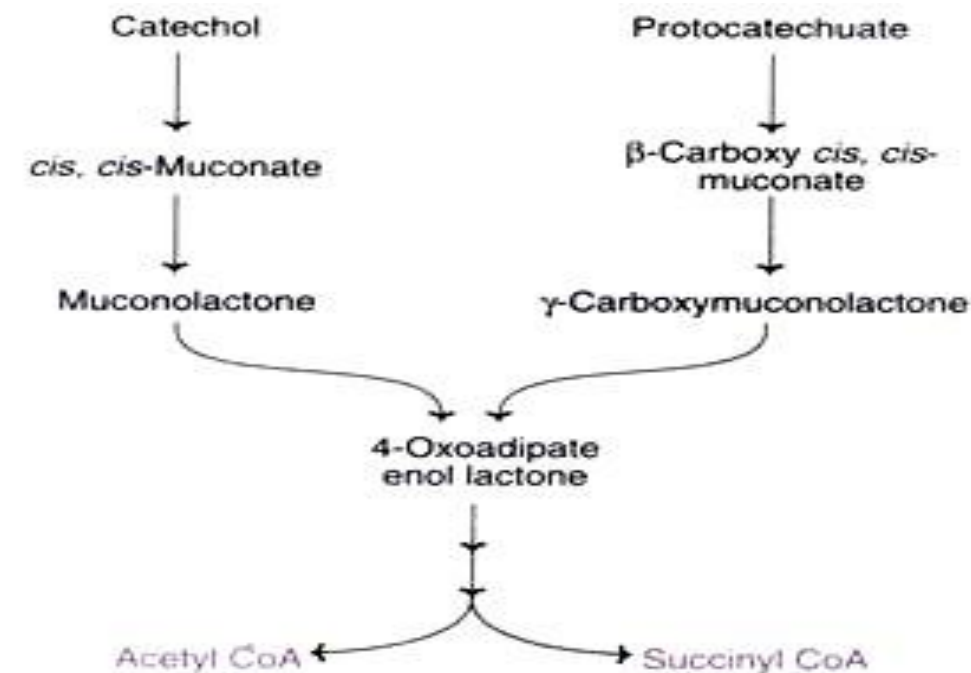 Catechol
Protocatechuate
cis, cis-Muconate
β-Carboxy cis, cis-
muconate
Muconolactone
γ-Carboxymuconolactone
4-Oxoadipate
enol lactone
Acetyl CoA
Succinyl CoA